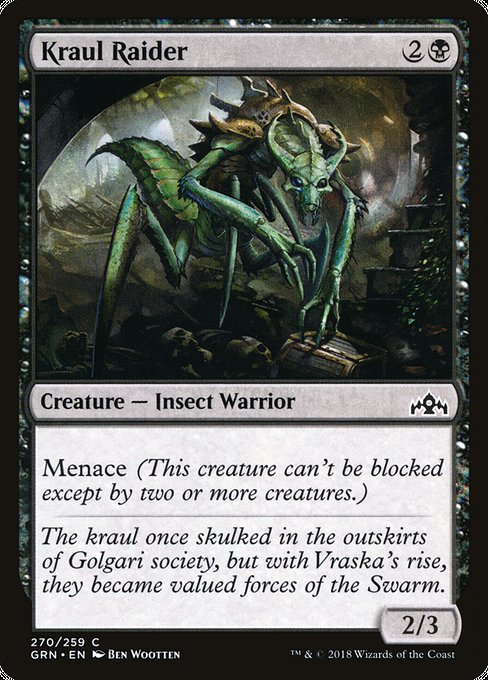 Kraul Raider 2
Creature — Insect Warrior
Menace (This creature can't be blocked
except by two or more creatures.)
The kraul once skulked in the outskirts
of Golgari society, but with Vraska's rise,
they became valued forces of the Swarm.
2/3
270/259 C
GRN • EN Ben Wootten
™ & © 2018 Wizards of the Coast